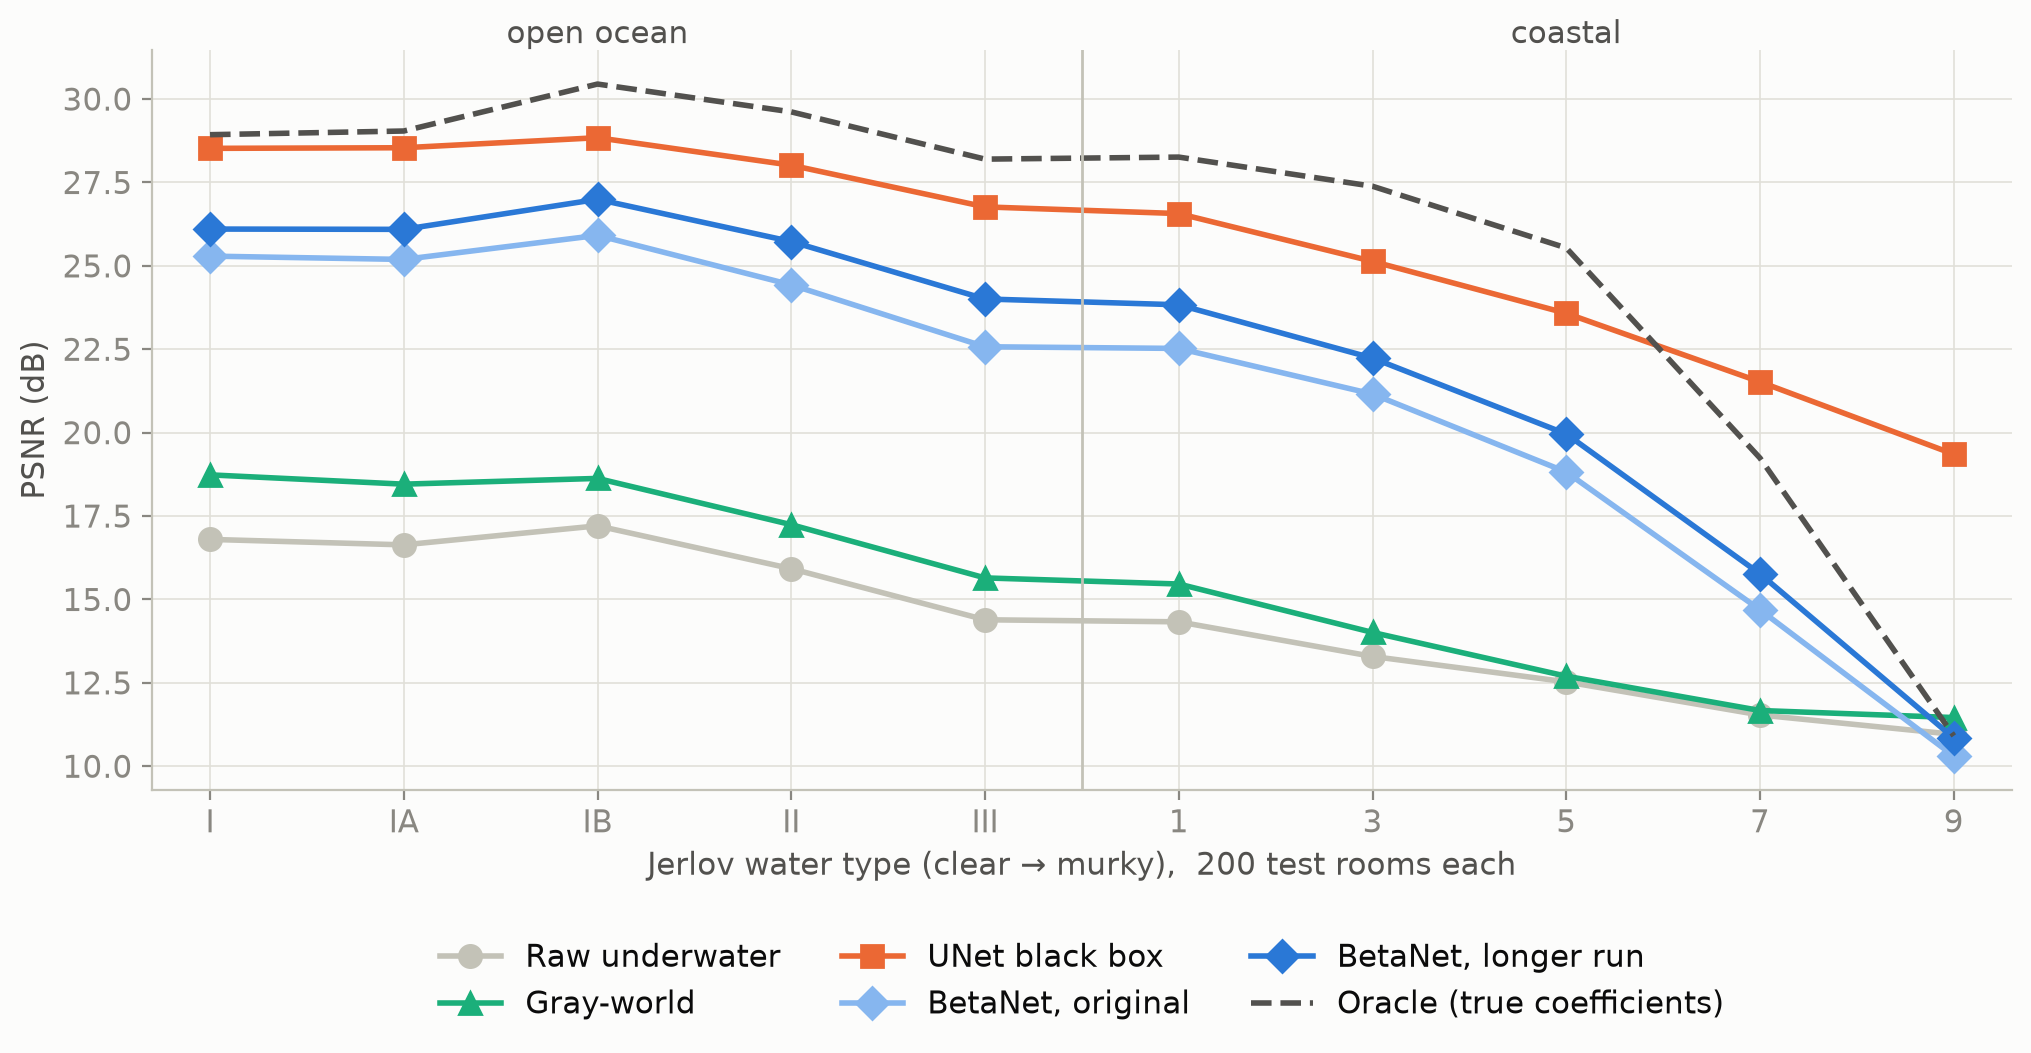 open ocean
coastal
PSNR (dB)
30.0
27.5
25.0
22.5
20.0
17.5
15.0
12.5
10.0
I
IA
IB
II
III
1
3
5
7
9
Jerlov water type (clear → murky),  200 test rooms each
Raw underwater
UNet black box
BetaNet, longer run
Gray-world
BetaNet, original
Oracle (true coefficients)